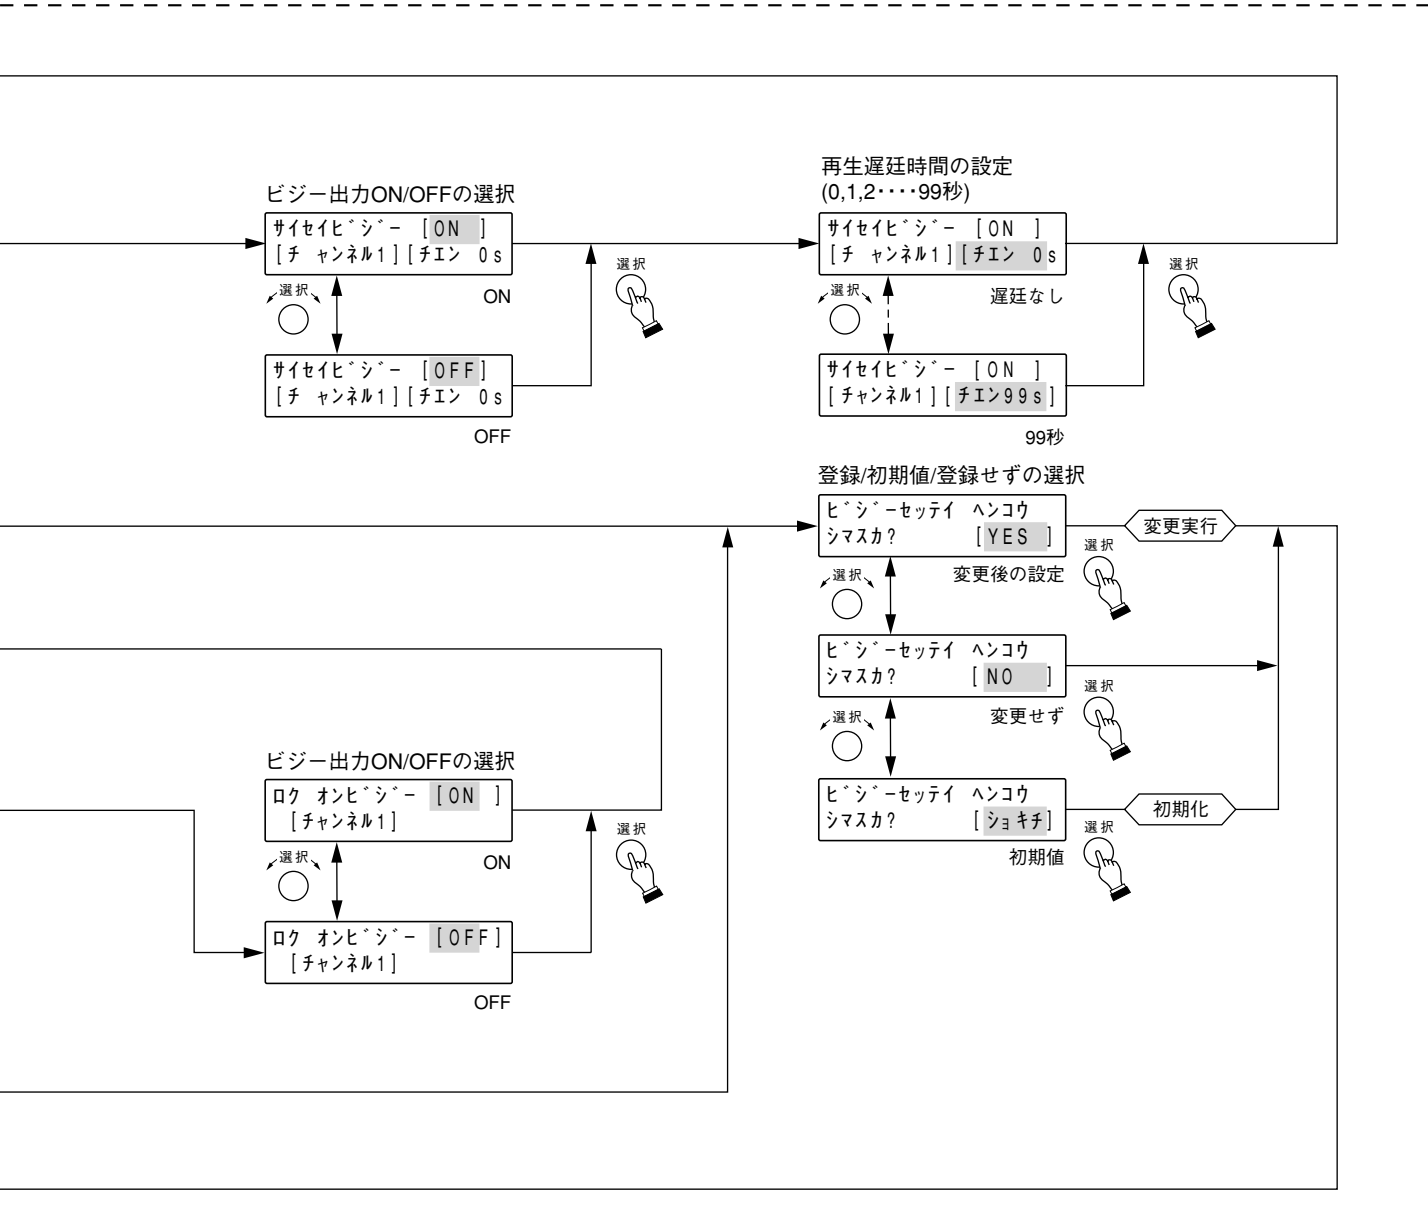 ビジー出力ON/OFFの選択
サイセイビジー [ON ]
[チ ャンネル1][チエン 0s
選択
ON
サイセイビジー [OFF]
[チ ャンネル1][チエン 0s
OFF
選択
再生遅延時間の設定
(0,1,2････99秒)
サイセイビジー [ON ]
[チ ャンネル1][チエン 0s
選択
遅延なし
サイセイビジー [ON ]
[チャンネル1][チエン99s]
99秒
選択
登録/初期値/登録せずの選択
ビジーセッテイ ヘンコウ
シマスカ? [YES ]
変更実行
選択
選択
変更後の設定
ビジーセッテイ ヘンコウ
シマスカ? [NO ]
選択
選択
変更せず
ビジーセッテイ ヘンコウ
シマスカ? [ショキチ]
初期化
選択
初期値
ビジー出力ON/OFFの選択
ロク オンビジー [ON ]
[チャンネル1]
選択
ON
ロク オンビジー [OFF]
[チャンネル1]
OFF
選択